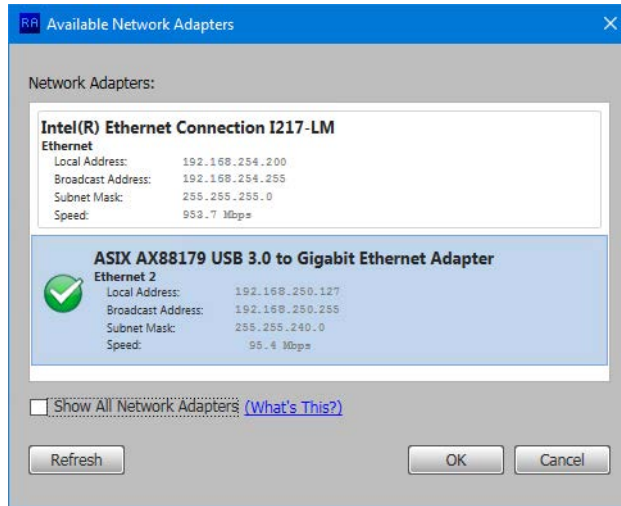 RA Available Network Adapters
Network Adapters:
Intel(R) Ethernet Connection I217-LM
Ethernet
Local Address: 192.168.254.200
Broadcast Address: 192.168.254.255
Subnet Mask: 255.255.255.0
Speed: 953.7 Mbps
ASIX AX88179 USB 3.0 to Gigabit Ethernet Adapter
Ethernet 2
Local Address: 192.168.250.127
Broadcast Address: 192.168.250.255
Subnet Mask: 255.255.240.0
Speed: 95.4 Mbps
Show All Network Adapters (What's This?)
Refresh OK Cancel